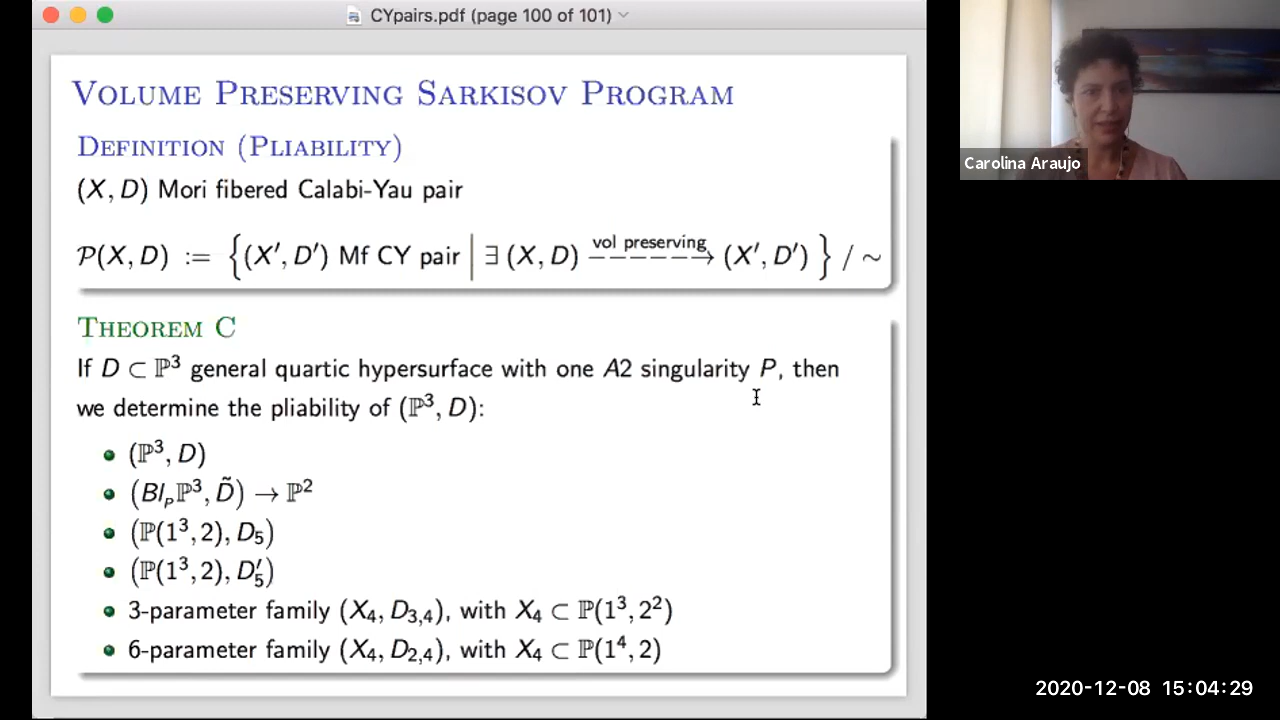 CYpairs.pdf (page 100 of 101)
Volume Preserving Sarkisov Program
Definition (Pliability)
(X, D) Mori fibered Calabi-Yau pair
𝒫(X, D) := { (X′, D′) Mf CY pair | ∃ (X, D) vol preserving ⇢ (X′, D′) } / ∼
Theorem C
If D ⊂ ℙ³ general quartic hypersurface with one A2 singularity P, then
we determine the pliability of (ℙ³, D):
(ℙ³, D)
(Bl_P ℙ³, D̃) → ℙ²
(ℙ(1³, 2), D₅)
(ℙ(1³, 2), D₅′)
3-parameter family (X₄, D₃,₄), with X₄ ⊂ ℙ(1³, 2²)
6-parameter family (X₄, D₂,₄), with X₄ ⊂ ℙ(1⁴, 2)
Carolina Araujo
2020-12-08 15:04:29